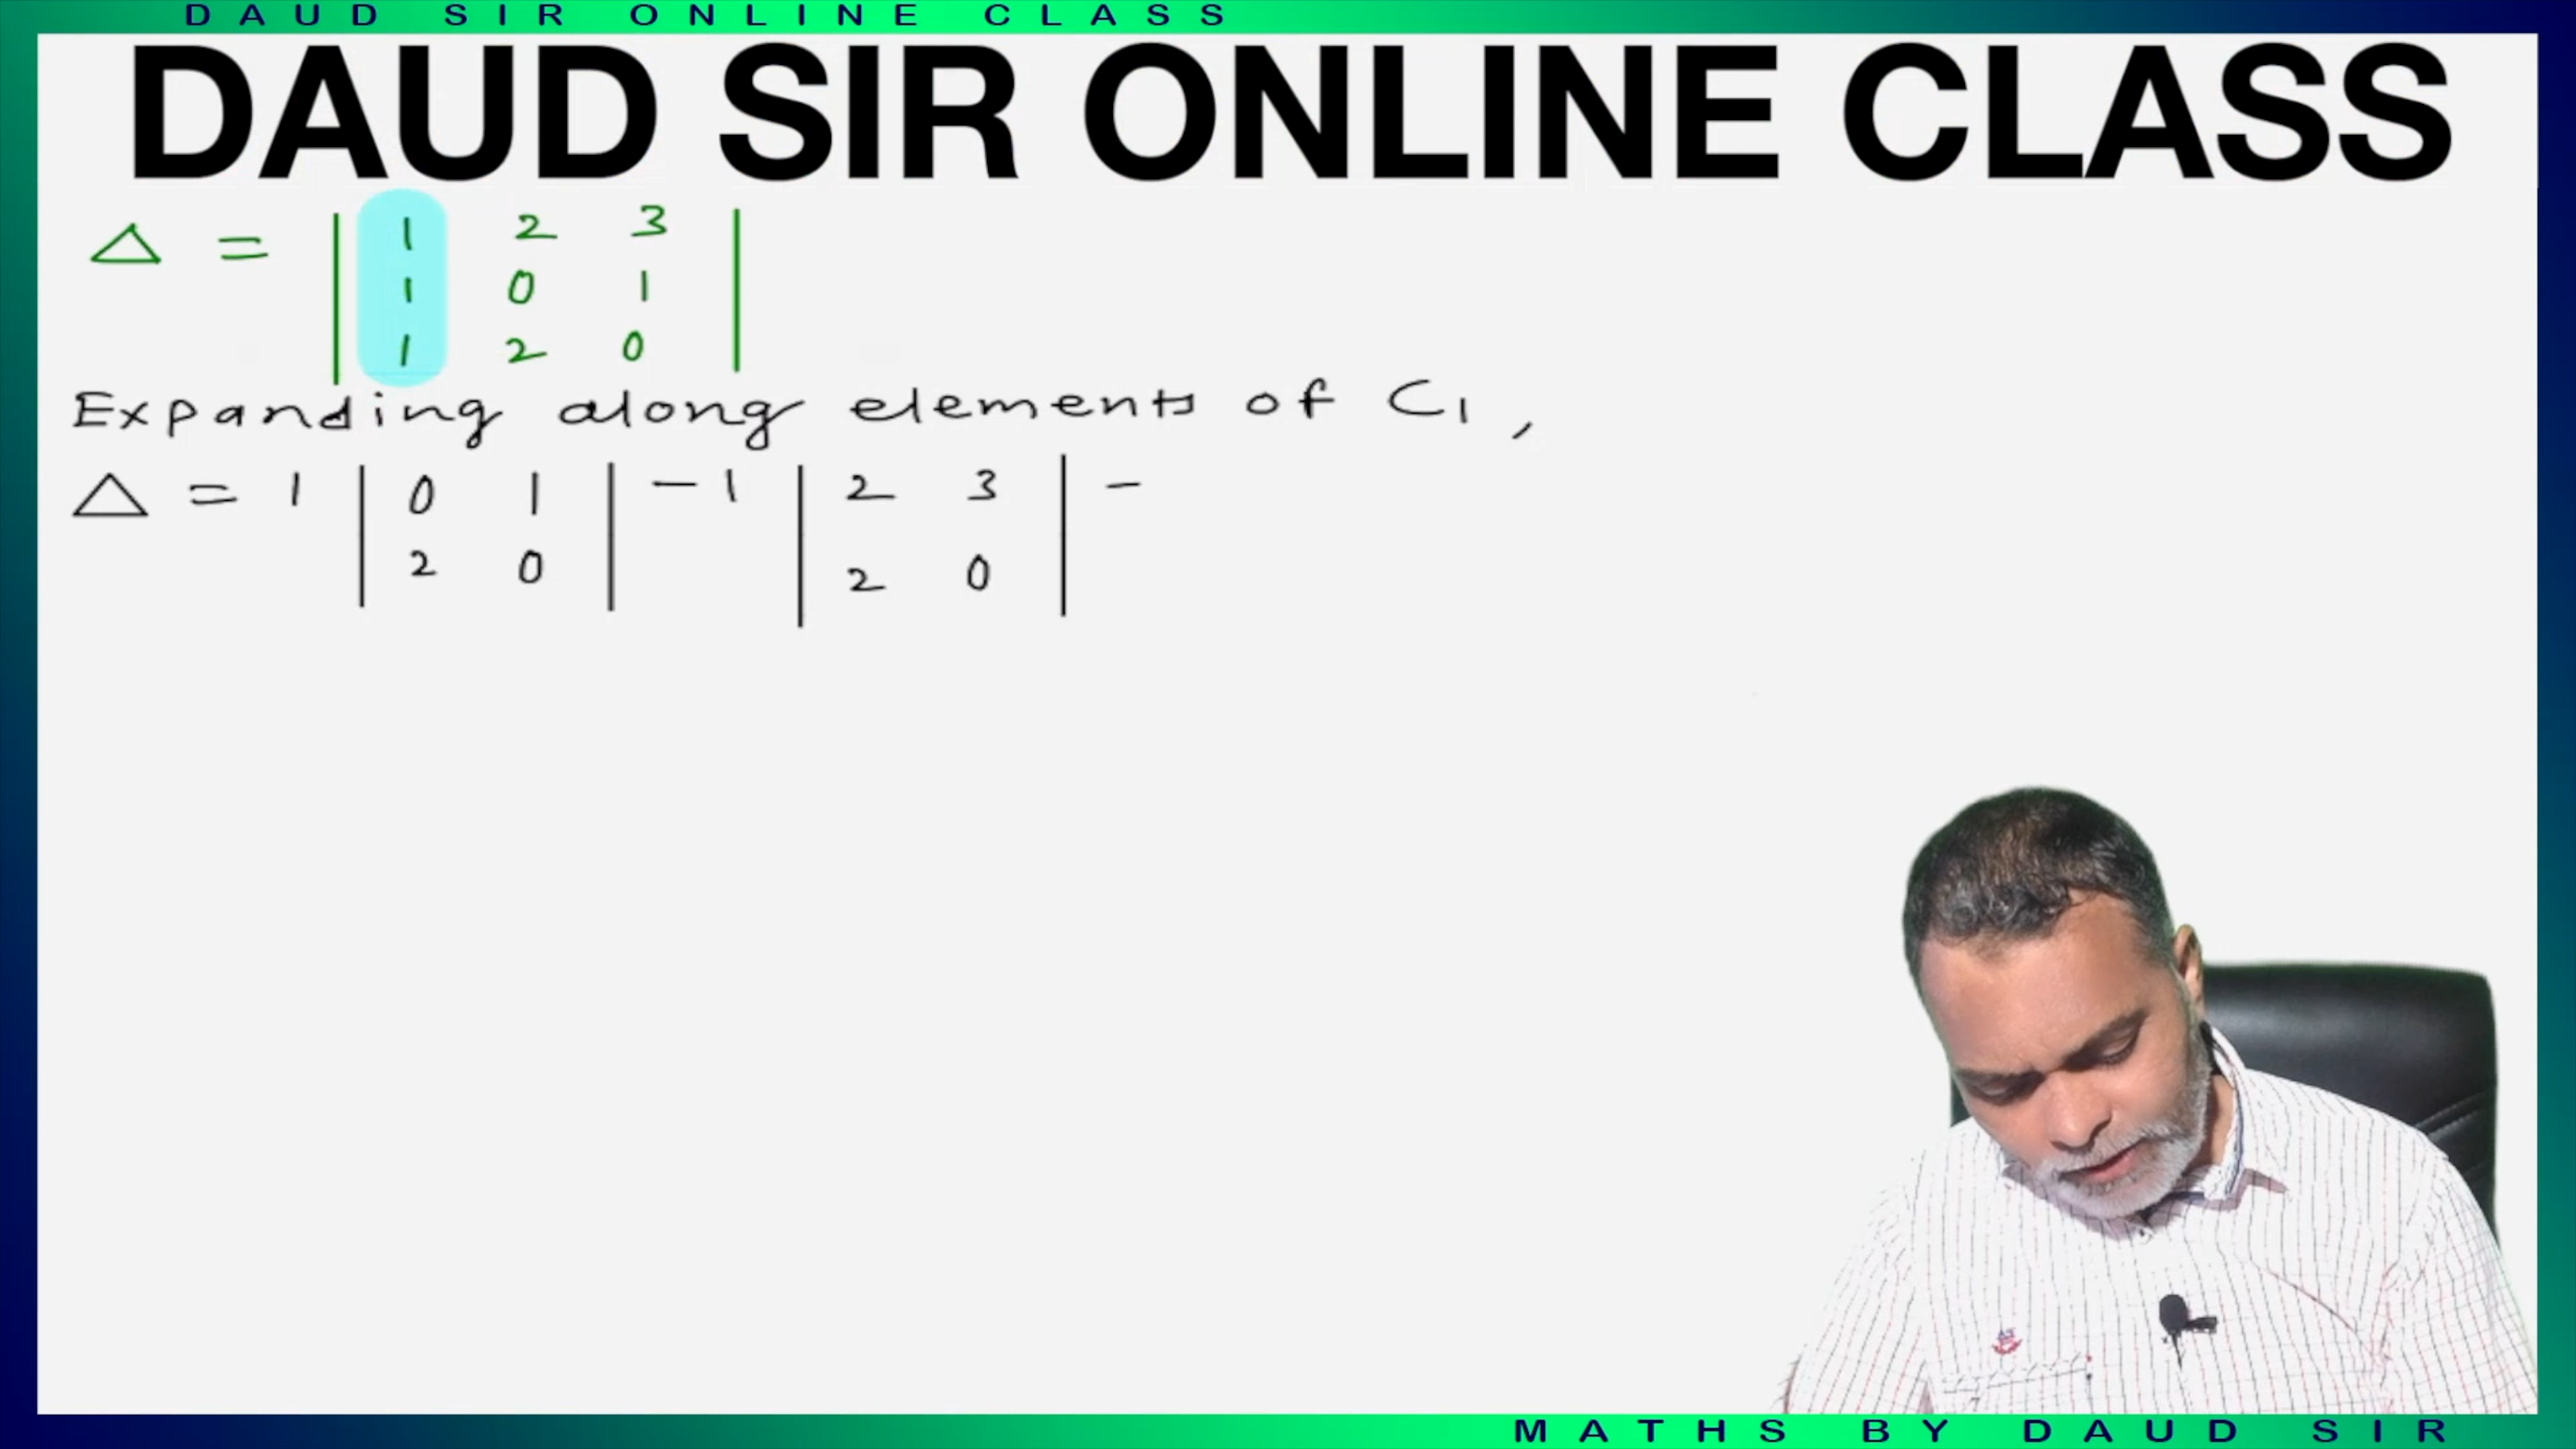 DAUD SIR ONLINE CLASS
DAUD SIR ONLINE CLASS
Δ = | 1 2 3 |
| 1 0 1 |
| 1 2 0 |
Expanding along elements of C1 ,
Δ = 1 | 0 1 | - 1 | 2 3 | -
| 2 0 | | 2 0 |
MATHS BY DAUD SIR